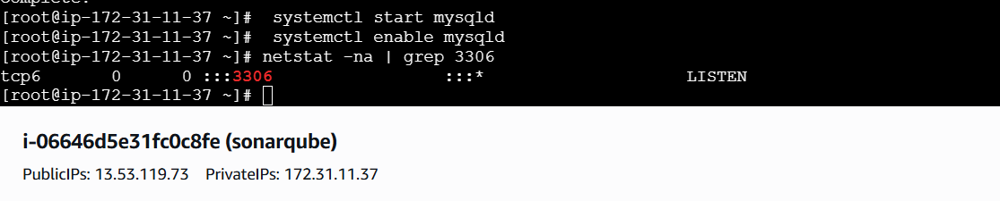 Complete!
[root@ip-172-31-11-37 ~]#  systemctl start mysqld
[root@ip-172-31-11-37 ~]#  systemctl enable mysqld
[root@ip-172-31-11-37 ~]# netstat -na | grep 3306
tcp6       0      0 :::3306                 :::*                    LISTEN
[root@ip-172-31-11-37 ~]#
i-06646d5e31fc0c8fe (sonarqube)
PublicIPs: 13.53.119.73    PrivateIPs: 172.31.11.37